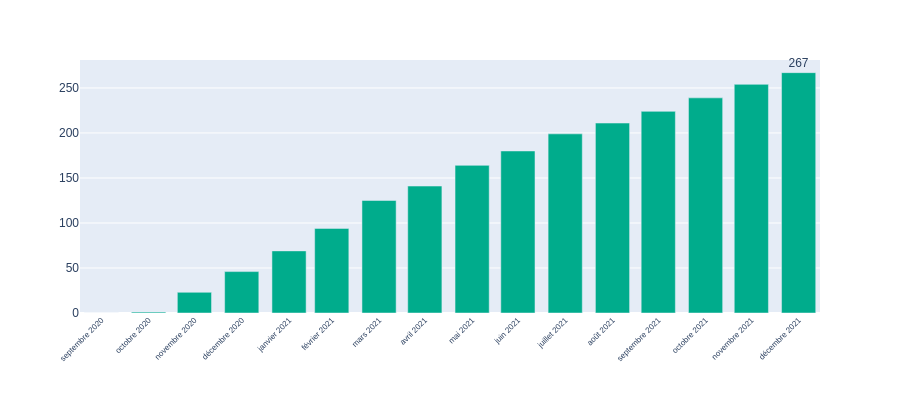 267
250
200
150
100
50
0
septembre 2020
octobre 2020
novembre 2020
décembre 2020
janvier 2021
février 2021
mars 2021
avril 2021
mai 2021
juin 2021
juillet 2021
août 2021
septembre 2021
octobre 2021
novembre 2021
décembre 2021